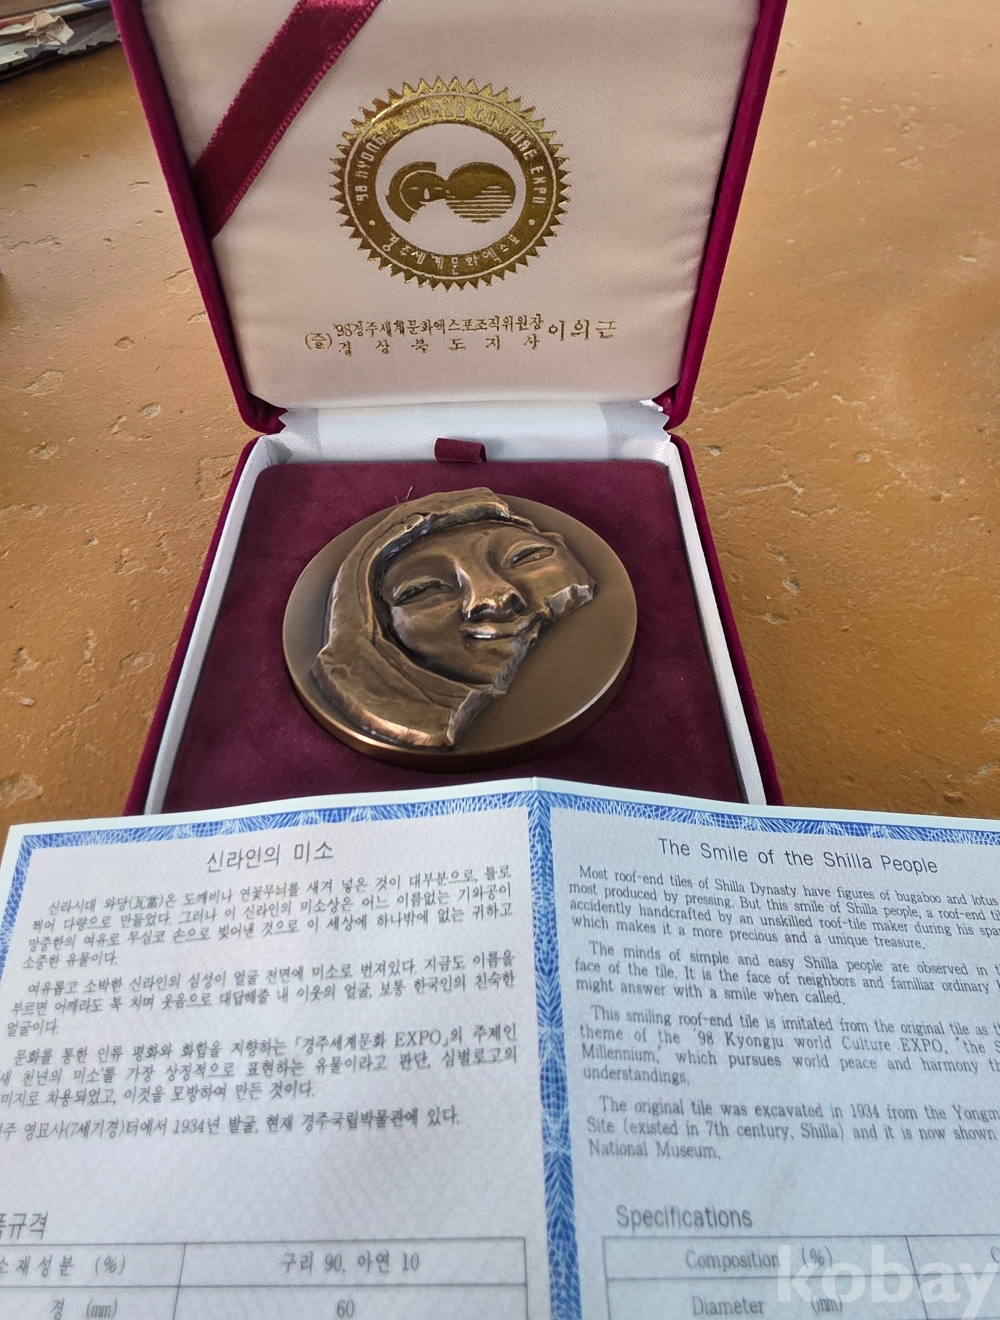 '98 KYONGJU WORLD CULTURE EXPO
경주세계문화엑스포
(증) '98경주세계문화엑스포조직위원장 이의근
경상북도지사
신라인의 미소
신라시대 와당(瓦當)은 도깨비나 연꽃무늬를 새겨 넣은 것이 대부분으로, 틀로
찍어 다량으로 만들었다. 그러나 이 신라인의 미소상은 어느 이름없는 기와공이
망중한의 여유로 무심코 손으로 빚어낸 것으로 이 세상에 하나밖에 없는 귀하고
소중한 유물이다.
여유롭고 소박한 신라인의 심성이 얼굴 전면에 미소로 번져있다. 지금도 이름을
부르면 어깨라도 툭 치며 웃음으로 대답해줄 내 이웃의 얼굴, 보통 한국인의 친숙한
얼굴이다.
문화를 통한 인류 평화와 화합을 지향하는 「경주세계문화 EXPO」의 주제인
새 천년의 미소'를 가장 상징적으로 표현하는 유물이라고 판단, 심벌로고의
미지로 차용되었고, 이것을 모방하여 만든 것이다.
주 영묘사(7세기경)터에서 1934년 발굴, 현재 경주국립박물관에 있다.
품규격
소재성분 (%) 구리 90, 아연 10
경 (mm) 60
The Smile of the Shilla People
Most roof-end tiles of Shilla Dynasty have figures of bugaboo and lotus
most produced by pressing. But this smile of Shilla people, a roof-end
accidently handcrafted by an unskilled roof-tile maker during his
which makes it a more precious and a unique treasure.
The minds of simple and easy Shilla people are observed in
face of the tile. It is the face of neighbors and familiar ordinary
might answer with a smile when called.
This smiling roof-end tile is imitated from the original tile as
theme of the '98 Kyongju world Culture EXPO, "the
Millennium," which pursues world peace and harmony
understandings.
The original tile was excavated in 1934 from the
Site (existed in 7th century, Shilla) and it is now shown
National Museum.
Specifications
Composition (%)
Diameter (mm)
kobay